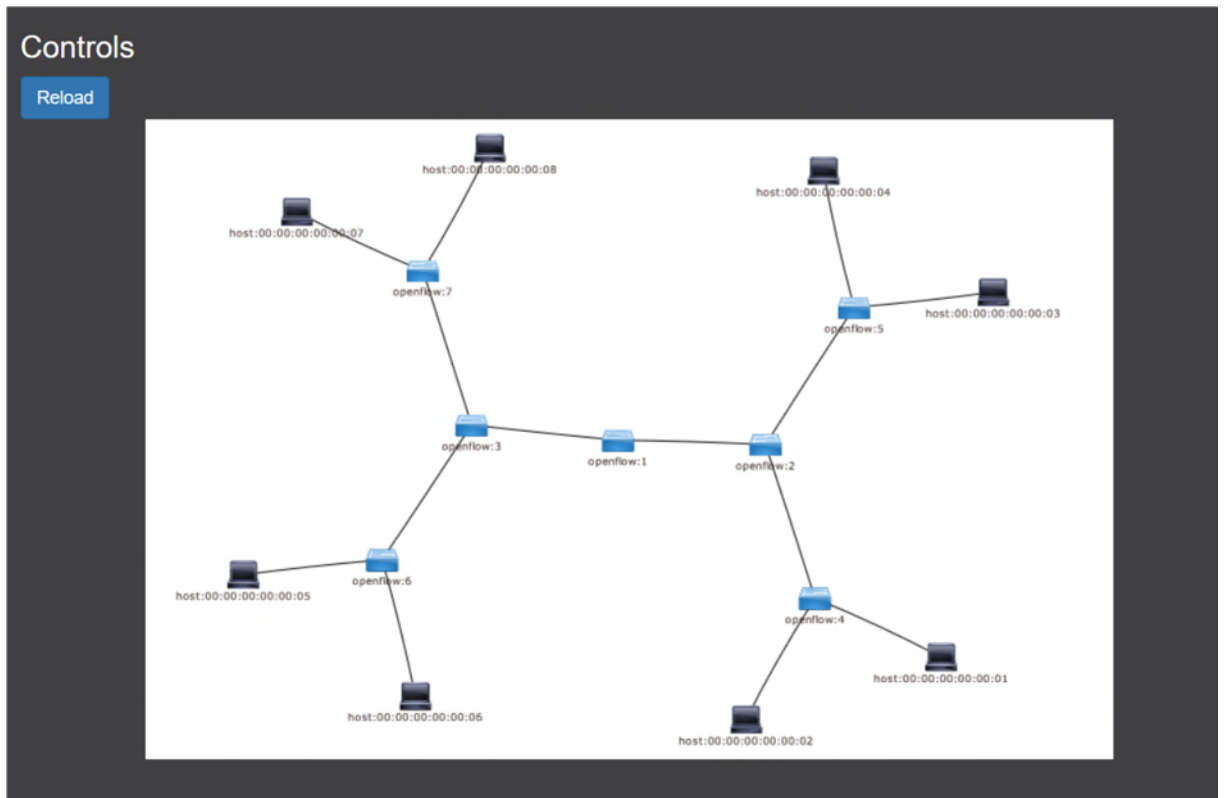 Controls
Reload
host:00:00:00:00:00:08
host:00:00:00:00:00:04
host:00:00:00:00:00:07
openflow:7
host:00:00:00:00:00:03
openflow:5
openflow:3
openflow:1
openflow:2
openflow:6
host:00:00:00:00:00:05
openflow:4
host:00:00:00:00:00:01
host:00:00:00:00:00:06
host:00:00:00:00:00:02